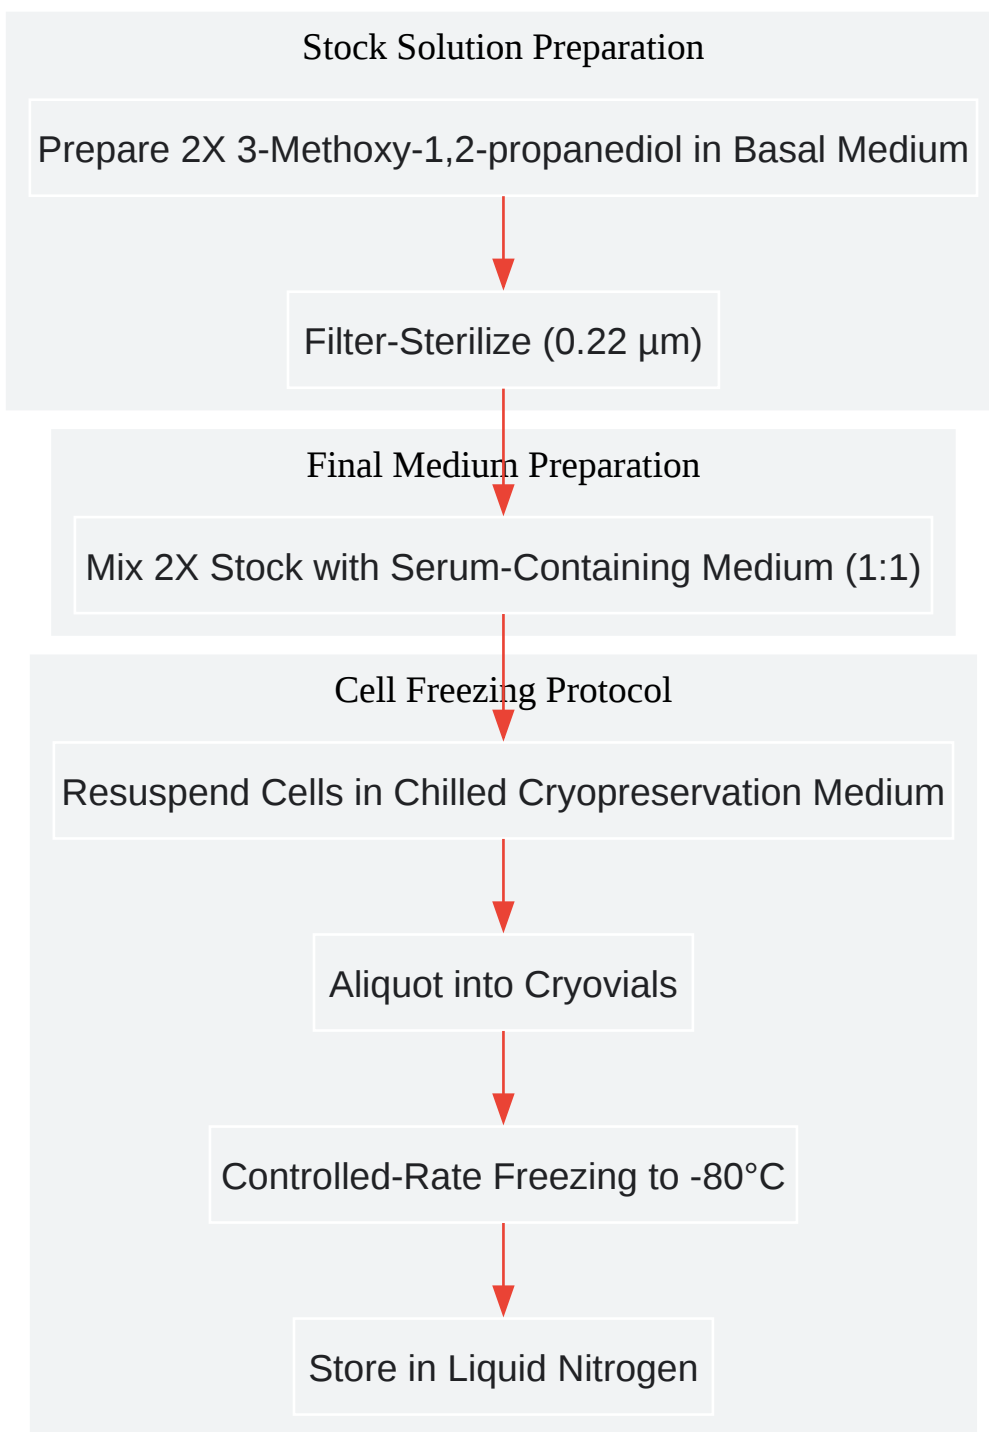 Stock Solution Preparation
Prepare 2X 3-Methoxy-1,2-propanediol in Basal Medium
Filter-Sterilize (0.22 µm)
Final Medium Preparation
Mix 2X Stock with Serum-Containing Medium (1:1)
Cell Freezing Protocol
Resuspend Cells in Chilled Cryopreservation Medium
Aliquot into Cryovials
Controlled-Rate Freezing to -80°C
Store in Liquid Nitrogen